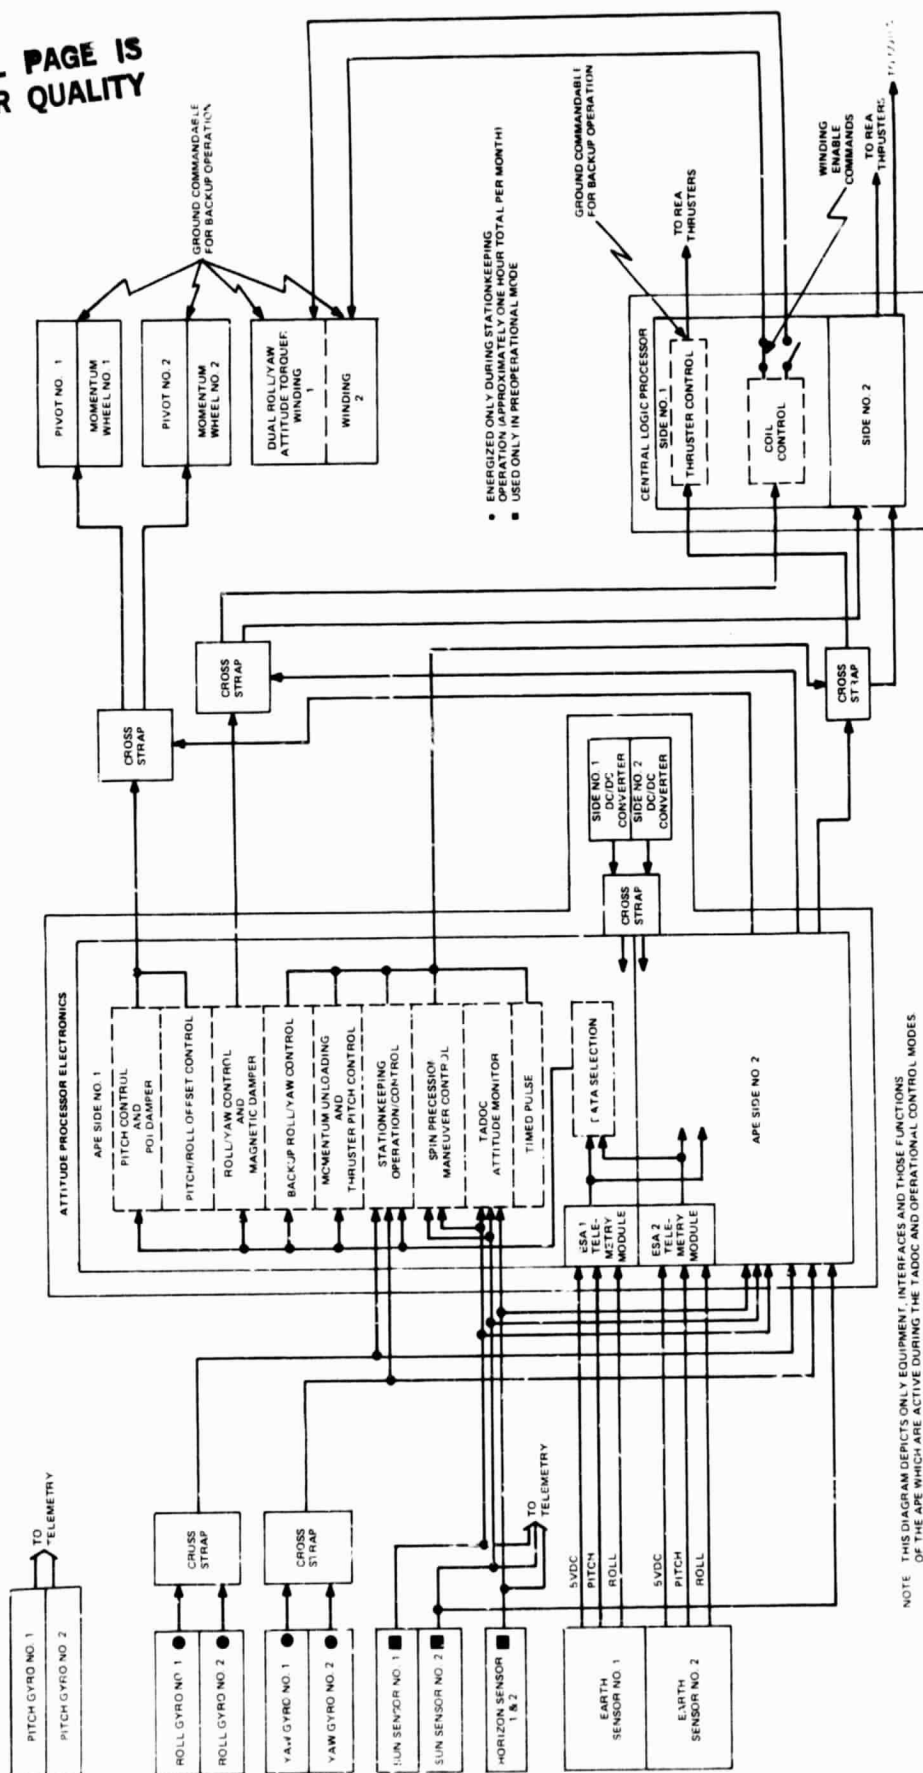 PAGE IS
QUALITY
PITCH GYRO NO. 1
PITCH GYRO NO 2
TO
TELEMETRY
ROLL GYRO NO 1
ROLL GYRO NO. 2
CROSS
STRAP
YAW GYRO NO. 1
YAW GYRO NO. 2
CROSS
STRAP
SUN SENSOR NO. 1
SUN SENSOR NO. 2
HORIZON SENSOR
1 & 2
TO
TELEMETRY
EARTH
SENSOR NO. 1
EARTH
SENSOR NO. 2
5VDC
PITCH
ROLL
5VDC
PITCH
ROLL
ATTITUDE PROCESSOR ELECTRONICS
APE SIDE NO. 1
PITCH CONTROL
AND
POI DAMPER
PITCH/ROLL OFFSET CONTROL
ROLL/YAW CONTROL
AND
MAGNETIC DAMPER
BACKUP ROLL/YAW CONTROL
MOMENTUM UNLOADING
AND
THRUSTER PITCH CONTROL
STATIONKEEPING
OPERATION/CONTROL
SPIN PRECESSION
MANEUVER CONTROL
TADOC
ATTITUDE MONITOR
TIMED PULSE
DATA SELECTION
ESA 1
TELE-
METRY
MODULE
ESA 2
TELE-
METRY
MODULE
APE SIDE NO 2
CROSS
STRAP
SIDE NO. 1
DC/DC
CONVERTER
SIDE NO. 2
DC/DC
CONVERTER
CROSS
STRAP
CROSS
STRAP
CROSS
STRAP
PIVOT NO. 1
MOMENTUM
WHEEL NO. 1
PIVOT NO. 2
MOMENTUM
WHEEL NO. 2
DUAL ROLL/YAW
ATTITUDE TORQUER
WINDING
1
WINDING
2
GROUND COMMANDABLE
FOR BACKUP OPERATION
● ENERGIZED ONLY DURING STATIONKEEPING
OPERATION (APPROXIMATELY ONE HOUR TOTAL PER MONTH)
■ USED ONLY IN PREOPERATIONAL MODE
GROUND COMMANDABLE
FOR BACKUP OPERATION
TO REA
THRUSTERS
CENTRAL LOGIC PROCESSOR
SIDE NO. 1
THRUSTER CONTROL
COIL
CONTROL
SIDE NO. 2
WINDING
ENABLE
COMMANDS
TO REA
THRUSTERS
NOTE THIS DIAGRAM DEPICTS ONLY EQUIPMENT, INTERFACES AND THOSE FUNCTIONS
OF THE APE WHICH ARE ACTIVE DURING THE TADOC AND OPERATIONAL CONTROL MODES.